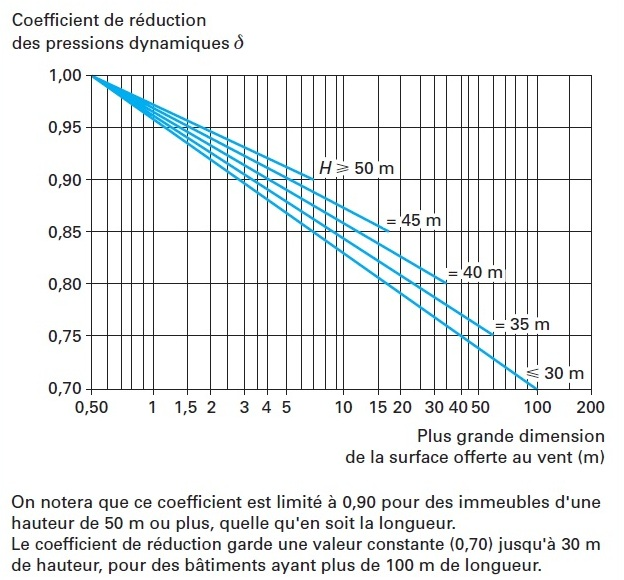 Coefficient de réduction
des pressions dynamiques δ
1,00
0,95
0,90
0,85
0,80
0,75
0,70
H ⩾ 50 m
= 45 m
= 40 m
= 35 m
⩽ 30 m
0,50 1 1,5 2 3 4 5 10 15 20 30 40 50 100 200
Plus grande dimension
de la surface offerte au vent (m)
On notera que ce coefficient est limité à 0,90 pour des immeubles d'une
hauteur de 50 m ou plus, quelle qu'en soit la longueur.
Le coefficient de réduction garde une valeur constante (0,70) jusqu'à 30 m
de hauteur, pour des bâtiments ayant plus de 100 m de longueur.